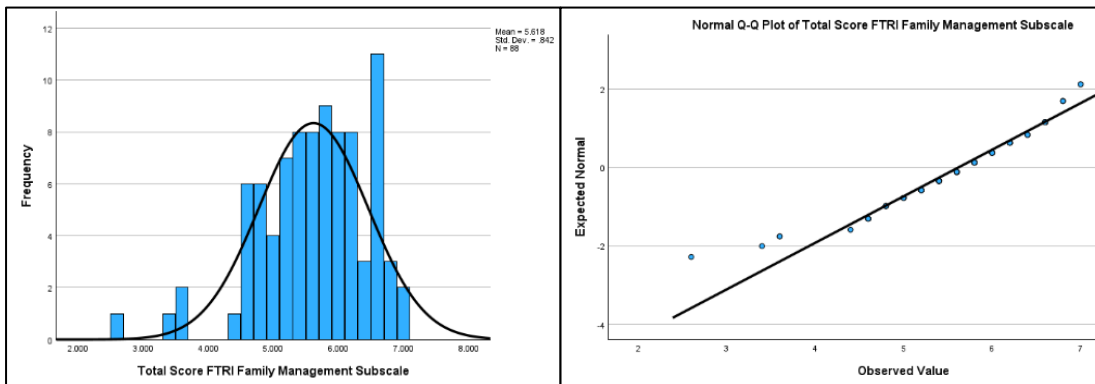 Mean = 5.618
Std. Dev. = .842
N = 88
12
10
8
6
4
2
0
Frequency
2.000 3.000 4.000 5.000 6.000 7.000 8.000
Total Score FTRI Family Management Subscale
Normal Q-Q Plot of Total Score FTRI Family Management Subscale
2
0
-2
-4
Expected Normal
2 3 4 5 6 7
Observed Value